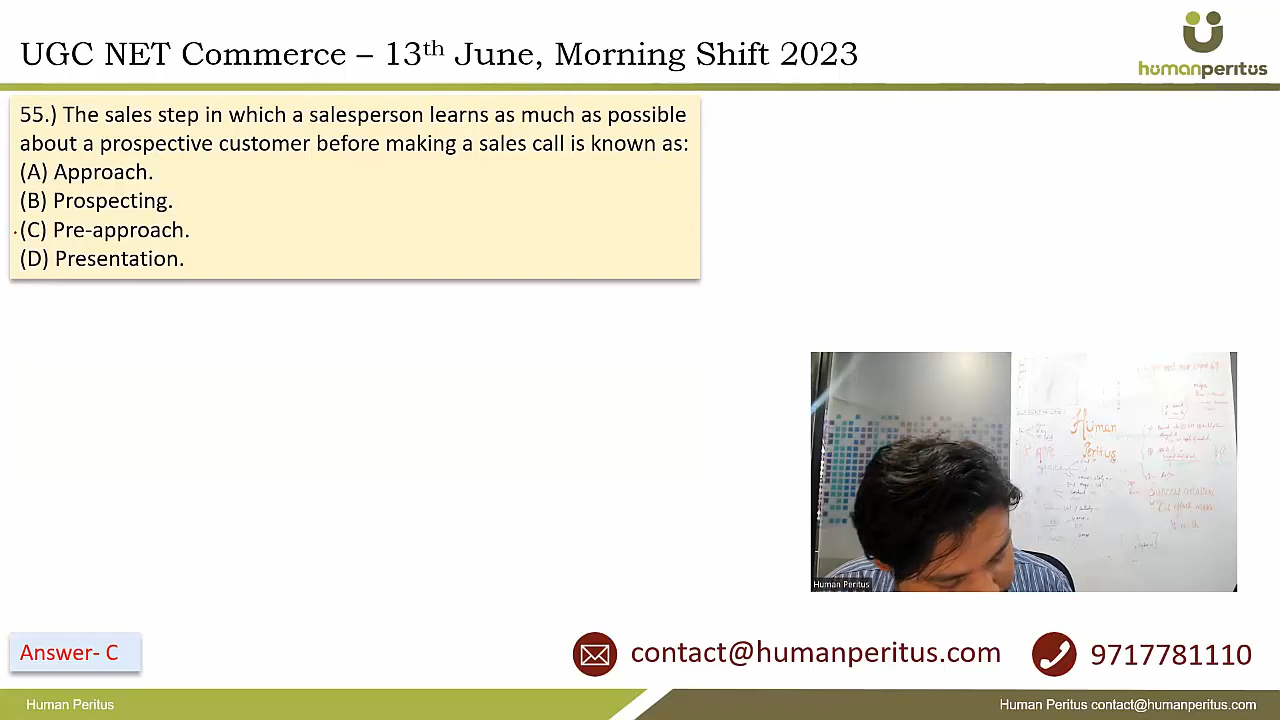 UGC NET Commerce – 13th June, Morning Shift 2023
humanperitus
55.) The sales step in which a salesperson learns as much as possible
about a prospective customer before making a sales call is known as:
(A) Approach.
(B) Prospecting.
(C) Pre-approach.
(D) Presentation.
Human
Peritus
Human Peritus
Answer- C
contact@humanperitus.com
9717781110
Human Peritus
Human Peritus contact@humanperitus.com